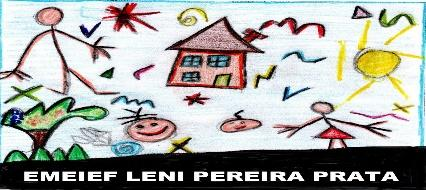 EMEIEF LENI PEREIRA PRATA